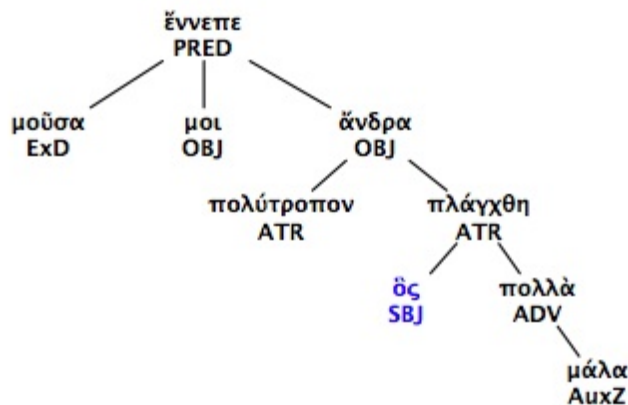 ἔννεπε
PRED
μοῦσα μοι ἄνδρα
ExD OBJ OBJ
πολύτροπον πλάγχθη
ATR ATR
ὃς πολλὰ
SBJ ADV
μάλα
AuxZ